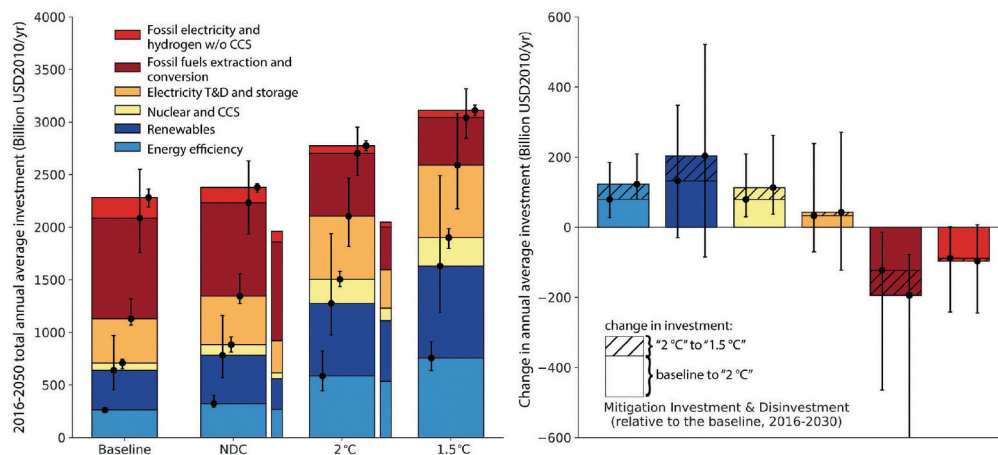 2016-2050 total annual average investment (Billion USD2010/yr)
4000
3500
3000
2500
2000
1500
1000
500
0
Fossil electricity and
hydrogen w/o CCS
Fossil fuels extraction and
conversion
Electricity T&D and storage
Nuclear and CCS
Renewables
Energy efficiency
Baseline
NDC
2°C
1.5°C
Change in annual average investment (Billion USD2010/yr)
600
400
200
0
−200
−400
−600
change in investment:
"2 °C" to "1.5 °C"
baseline to "2 °C"
Mitigation Investment & Disinvestment
(relative to the baseline, 2016-2030)